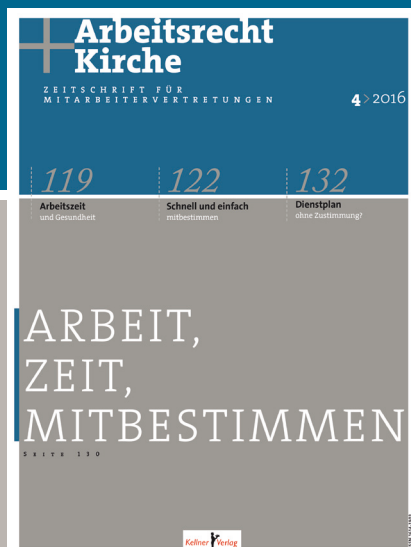 Arbeitsrecht
Kirche
ZEITSCHRIFT FÜR
MITARBEITERVERTRETUNGEN
4 > 2016
119
Arbeitszeit
und Gesundheit
122
Schnell und einfach
mitbestimmen
132
Dienstplan
ohne Zustimmung?
ARBEIT,
ZEIT,
MITBESTIMMEN
SEITE 130
Kellner Verlag